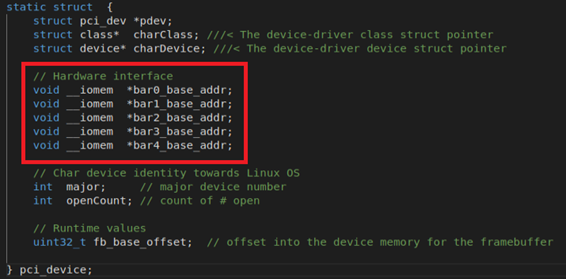 static struct  {
    struct pci_dev *pdev;
    struct class*  charClass; ///< The device-driver class struct pointer
    struct device* charDevice; ///< The device-driver device struct pointer

    // Hardware interface
    void __iomem  *bar0_base_addr;
    void __iomem  *bar1_base_addr;
    void __iomem  *bar2_base_addr;
    void __iomem  *bar3_base_addr;
    void __iomem  *bar4_base_addr;

    // Char device identity towards Linux OS
    int  major;     // major device number
    int  openCount; // count of # open

    // Runtime values
    uint32_t fb_base_offset;  // offset into the device memory for the framebuffer

} pci_device;